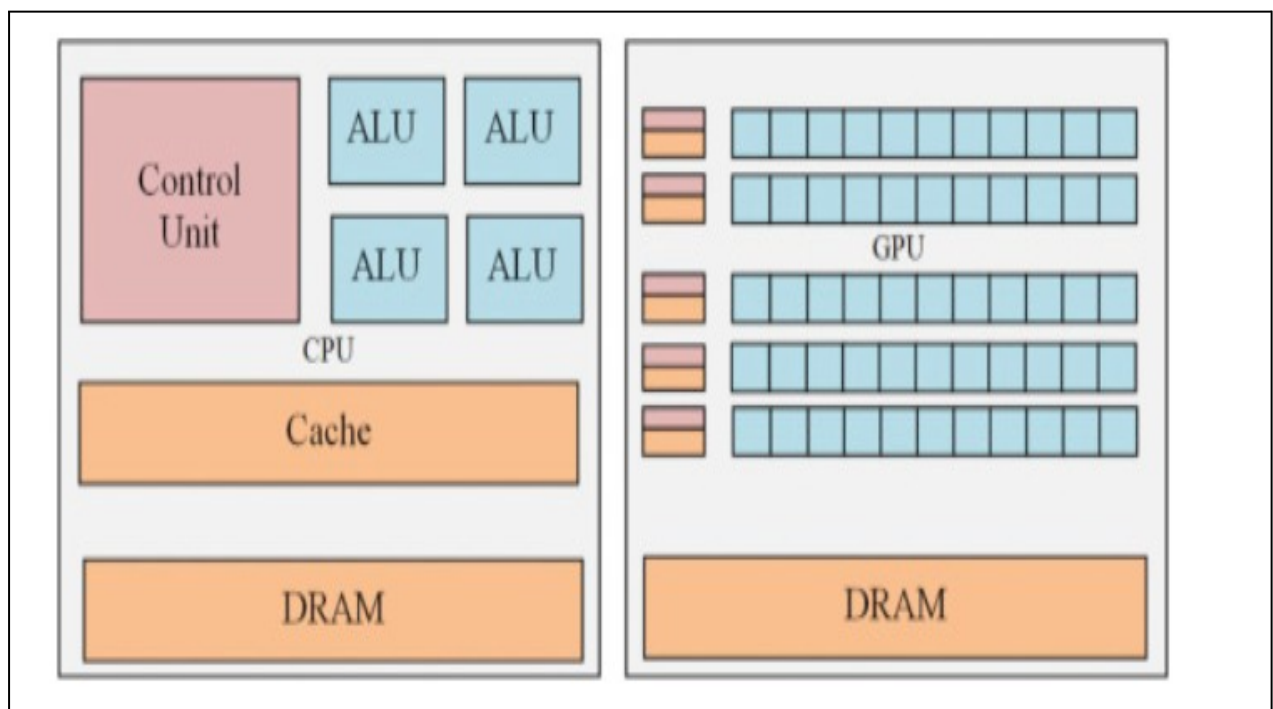 Control
Unit
ALU
ALU
ALU
ALU
CPU
Cache
DRAM
GPU
DRAM